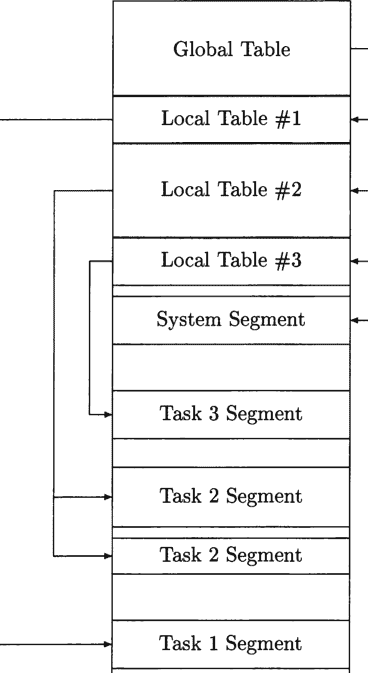 Global Table
Local Table #1
Local Table #2
Local Table #3
System Segment
Task 3 Segment
Task 2 Segment
Task 2 Segment
Task 1 Segment